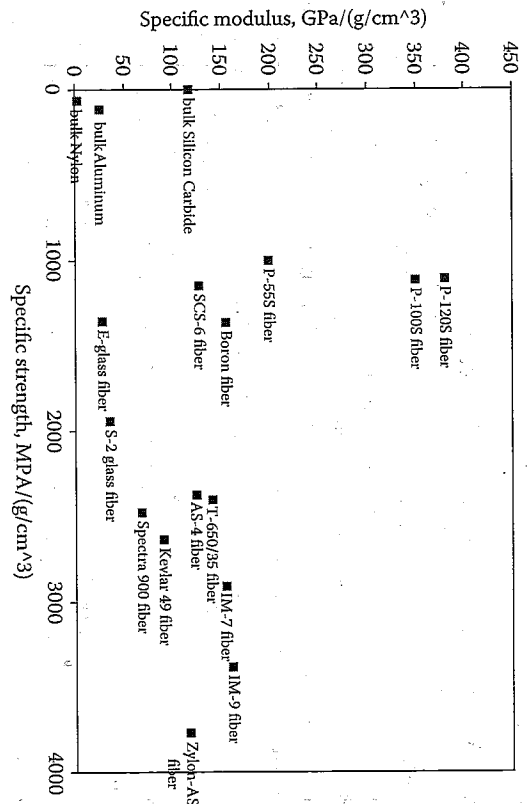 Specific modulus, GPa/(g/cm^3)
450
400
350
300
250
200
150
100
50
0
0
1000
2000
3000
4000
Specific strength, MPA/(g/cm^3)
P-120S fiber
P-100S fiber
P-55S fiber
Boron fiber
SCS-6 fiber
bulk Silicon Carbide
bulk Aluminum
bulk Nylon
E-glass fiber
S-2 glass fiber
Spectra 900 fiber
Kevlar 49 fiber
AS-4 fiber
T-650/35 fiber
IM-7 fiber
IM-9 fiber
Zylon-AS
fiber